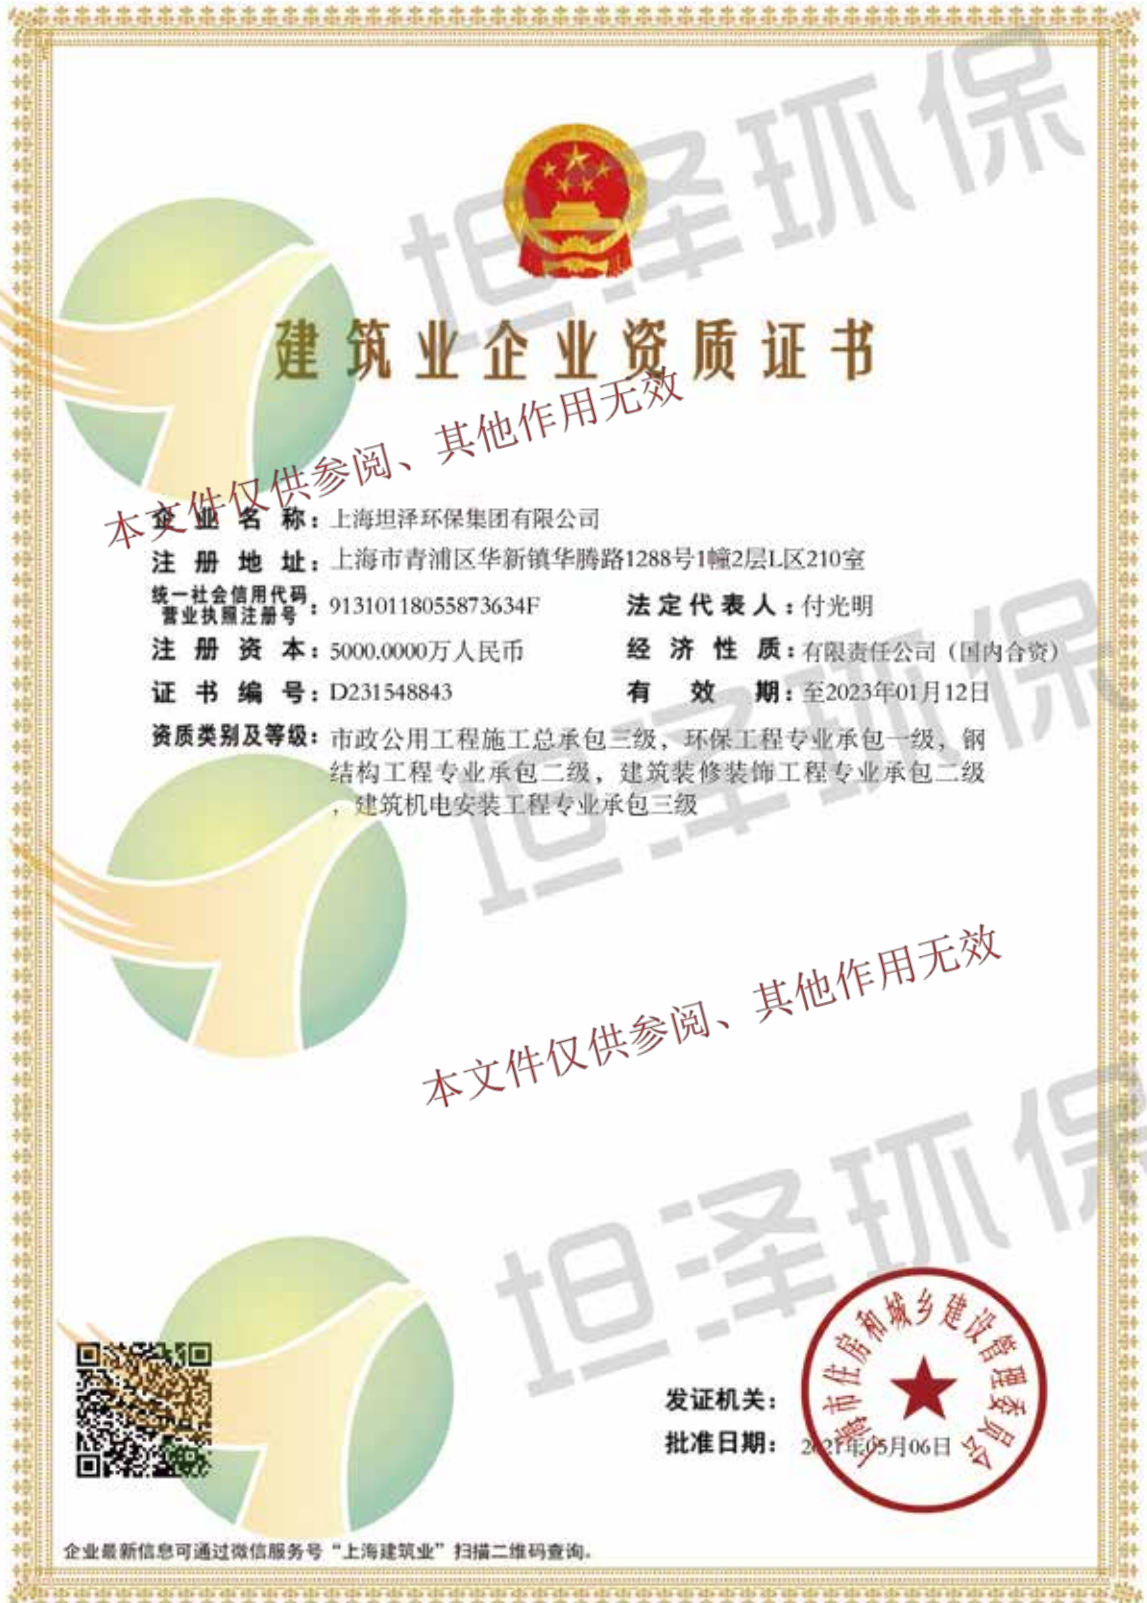 坦泽环保
建筑业企业资质证书
本文件仅供参阅、其他作用无效
企业名称：上海坦泽环保集团有限公司
注册地址：上海市青浦区华新镇华腾路1288号1幢2层L区210室
统一社会信用代码
营业执照注册号：91310118055873634F
法定代表人：付光明
注册资本：5000.0000万人民币
经济性质：有限责任公司（国内合资）
证书编号：D231548843
有效期：至2023年01月12日
资质类别及等级：市政公用工程施工总承包三级，环保工程专业承包一级，钢
结构工程专业承包二级，建筑装修装饰工程专业承包二级
，建筑机电安装工程专业承包三级
坦泽环保
本文件仅供参阅、其他作用无效
坦泽环保
上海市住房和城乡建设管理委员会
发证机关：
批准日期：2021年05月06日
企业最新信息可通过微信服务号“上海建筑业”扫描二维码查询。